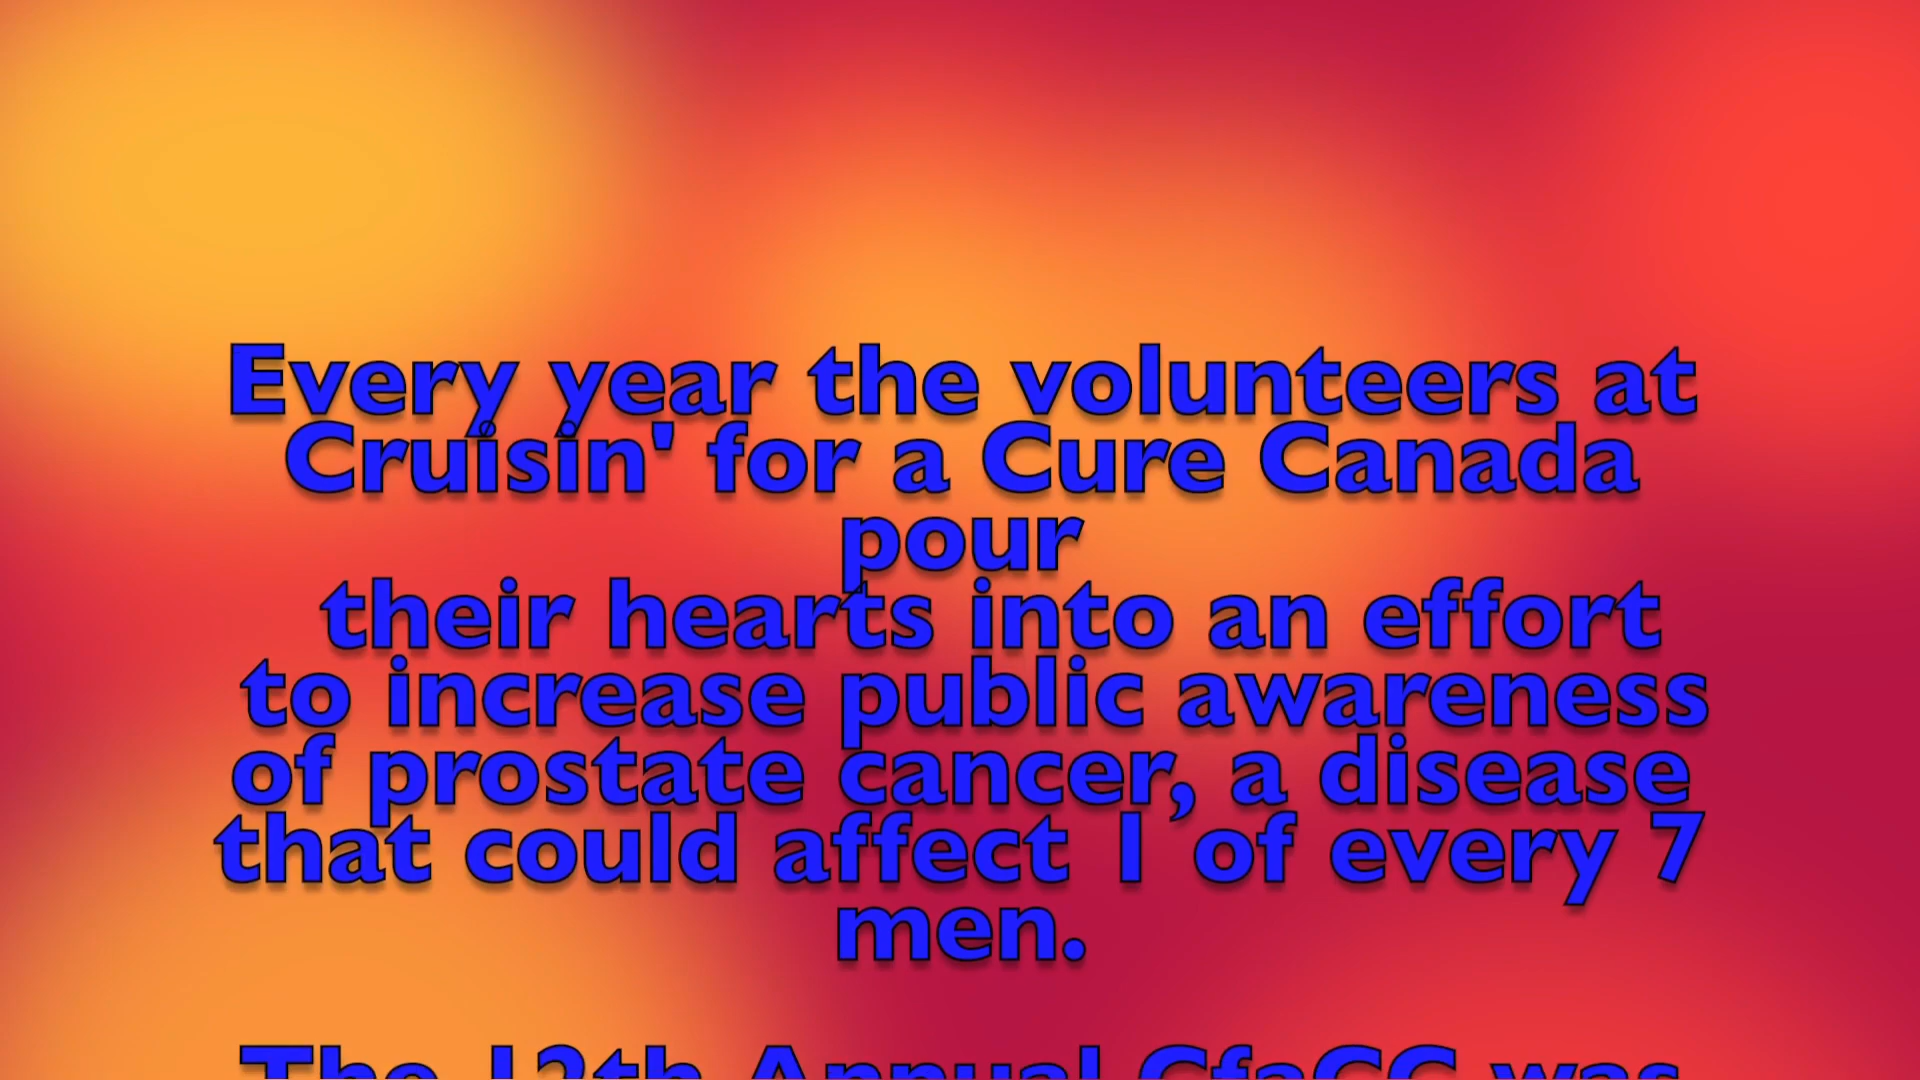 Every year the volunteers at
Cruisin' for a Cure Canada
pour
their hearts into an effort
to increase public awareness
of prostate cancer, a disease
that could affect 1 of every 7
men.
The 12th Annual CfaCC was